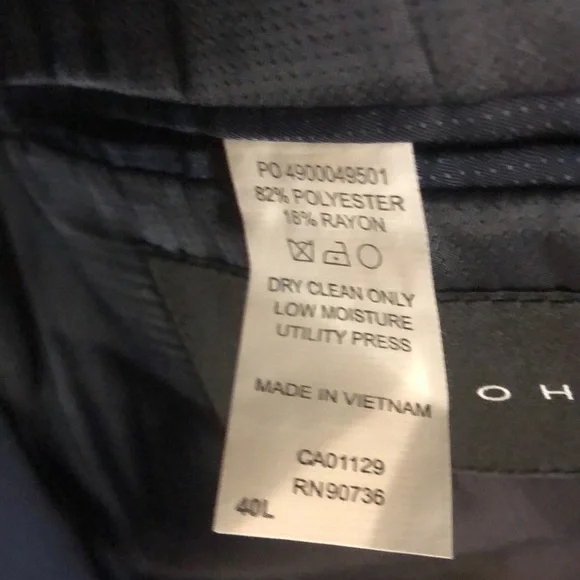 PO 4900049501
82% POLYESTER
18% RAYON
DRY CLEAN ONLY
LOW MOISTURE
UTILITY PRESS
MADE IN VIETNAM
CA01129
RN90736
40L
OH